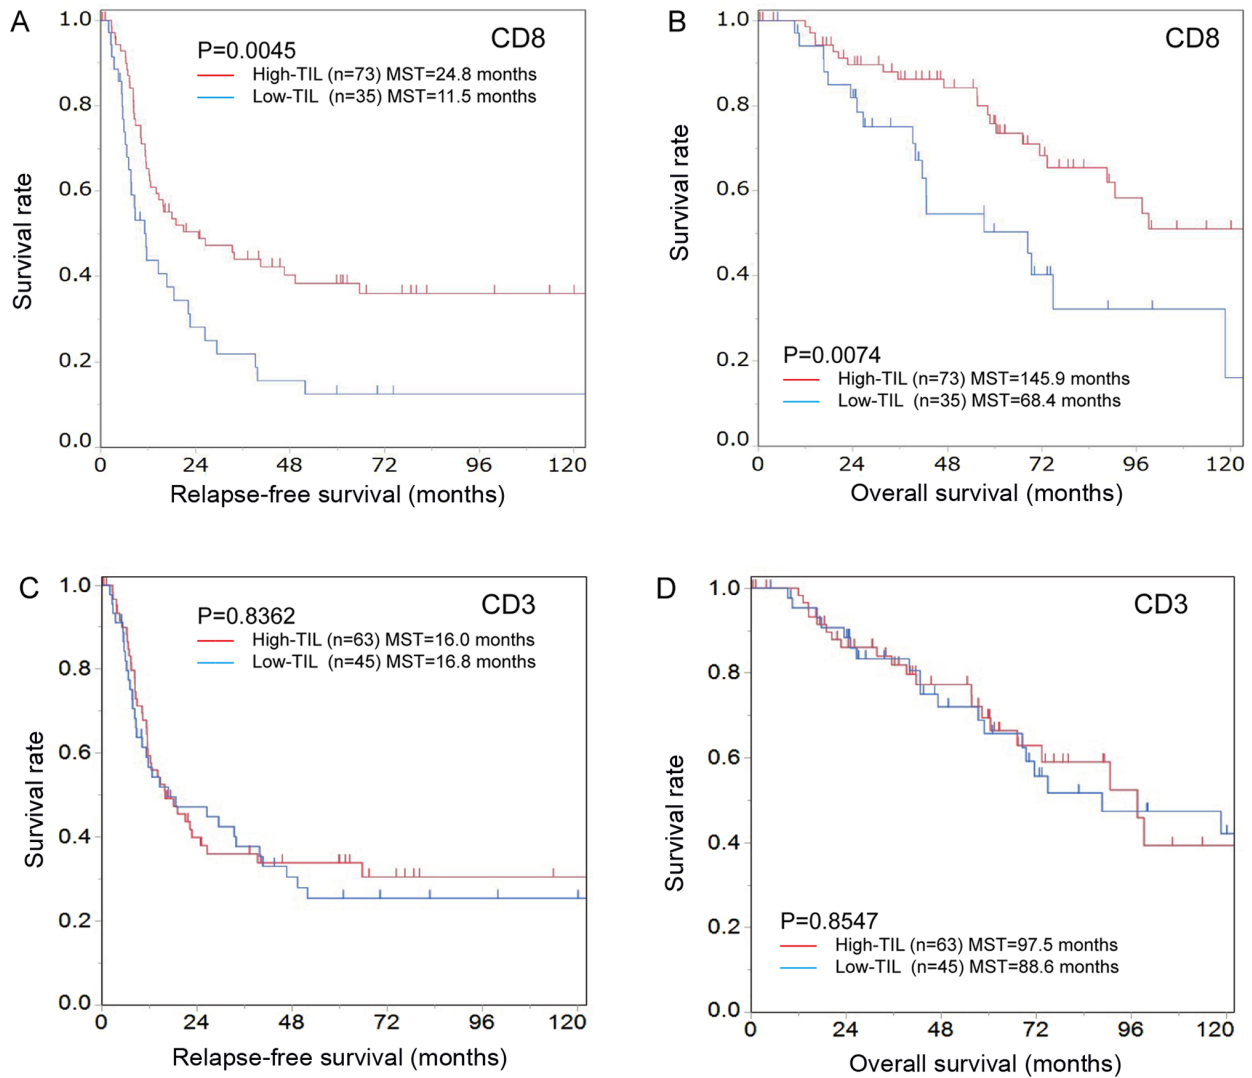 A
CD8
P=0.0045
High-TIL (n=73) MST=24.8 months
Low-TIL (n=35) MST=11.5 months
1.0
0.8
0.6
0.4
0.2
0.0
Survival rate
0 24 48 72 96 120
Relapse-free survival (months)
B
CD8
1.0
0.8
0.6
0.4
0.2
0.0
Survival rate
P=0.0074
High-TIL (n=73) MST=145.9 months
Low-TIL (n=35) MST=68.4 months
0 24 48 72 96 120
Overall survival (months)
C
CD3
P=0.8362
High-TIL (n=63) MST=16.0 months
Low-TIL (n=45) MST=16.8 months
1.0
0.8
0.6
0.4
0.2
0.0
Survival rate
0 24 48 72 96 120
Relapse-free survival (months)
D
CD3
1.0
0.8
0.6
0.4
0.2
0.0
Survival rate
P=0.8547
High-TIL (n=63) MST=97.5 months
Low-TIL (n=45) MST=88.6 months
0 24 48 72 96 120
Overall survival (months)